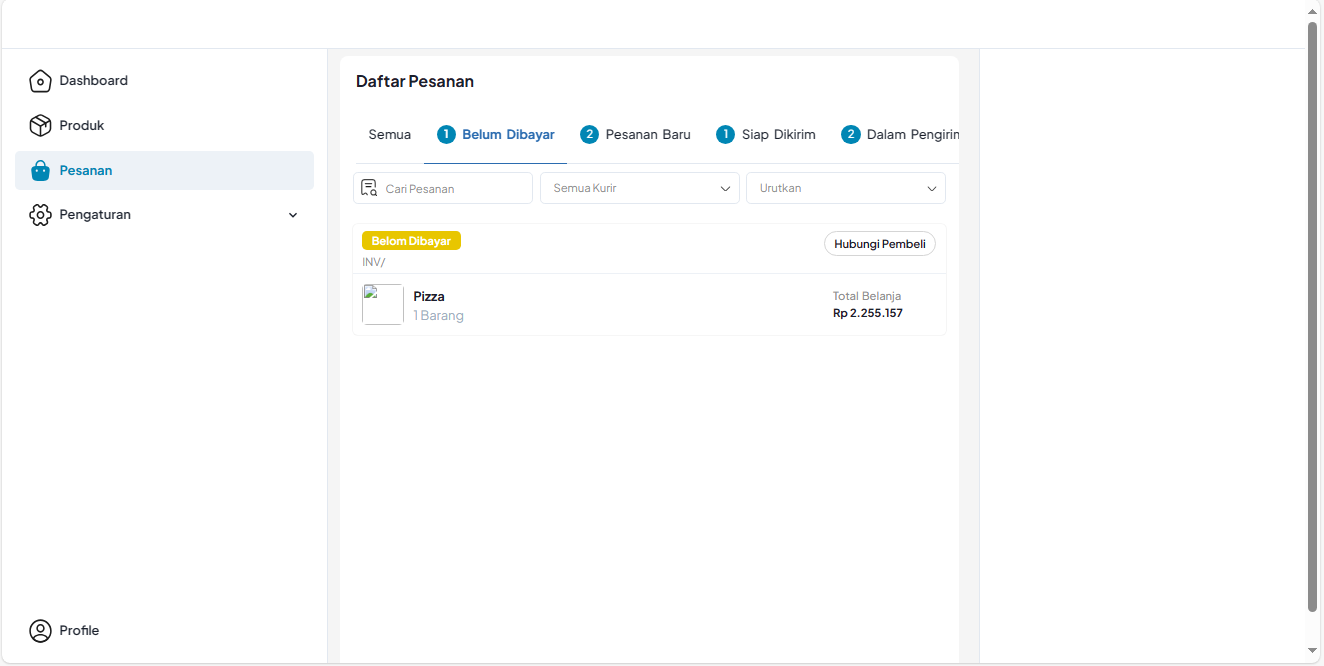 Dashboard
Produk
Pesanan
Pengaturan
Profile
Daftar Pesanan
Semua
1 Belum Dibayar
2 Pesanan Baru
1 Siap Dikirim
2 Dalam Pengirin
Cari Pesanan
Semua Kurir
Urutkan
Belom Dibayar
INV/
Hubungi Pembeli
Pizza
1 Barang
Total Belanja
Rp 2.255.157